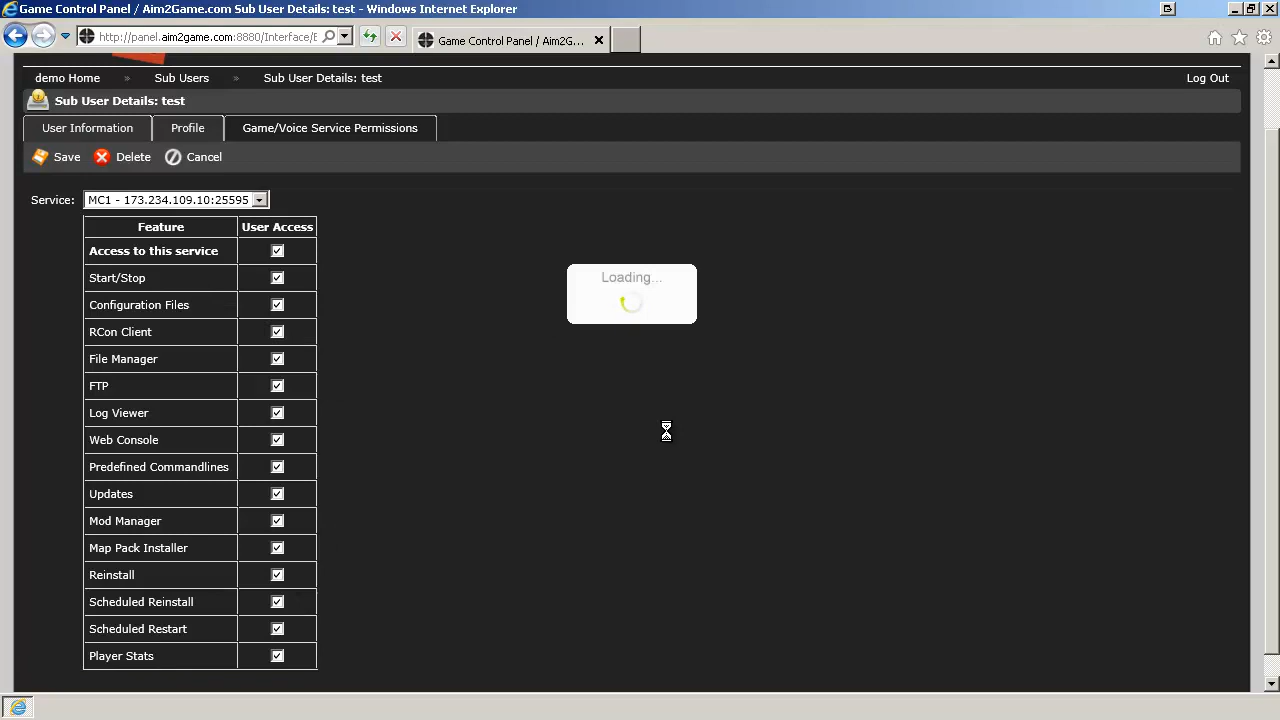 Game Control Panel / Aim2Game.com Sub User Details: test - Windows Internet Explorer
http://panel.aim2game.com:8880/Interface/E
Game Control Panel / Aim2G...
demo Home » Sub Users » Sub User Details: test Log Out
Sub User Details: test
User Information Profile Game/Voice Service Permissions
Save Delete Cancel
Service: MC1 - 173.234.109.10:25595
Feature User Access
Access to this service
Loading...
Start/Stop
Configuration Files
RCon Client
File Manager
FTP
Log Viewer
Web Console
Predefined Commandlines
Updates
Mod Manager
Map Pack Installer
Reinstall
Scheduled Reinstall
Scheduled Restart
Player Stats